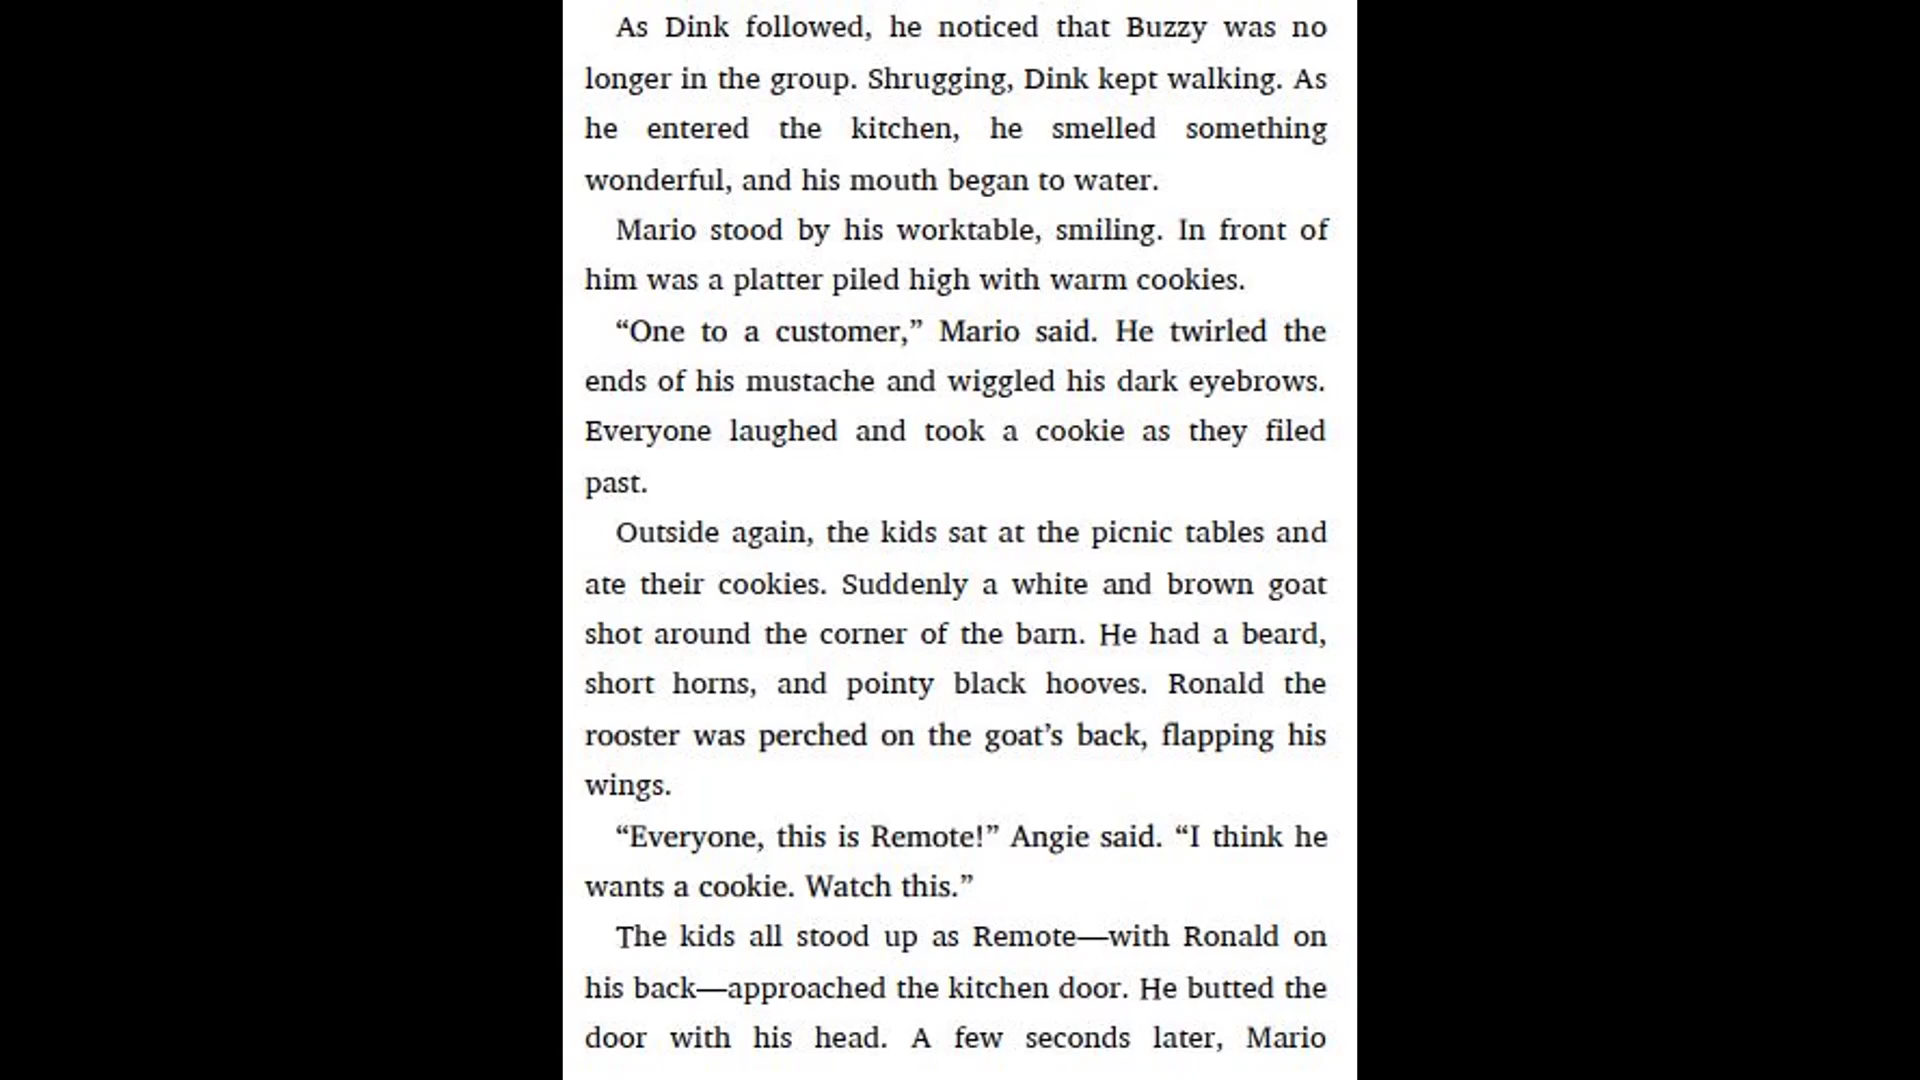 As Dink followed, he noticed that Buzzy was no
longer in the group. Shrugging, Dink kept walking. As
he entered the kitchen, he smelled something
wonderful, and his mouth began to water.
Mario stood by his worktable, smiling. In front of
him was a platter piled high with warm cookies.
“One to a customer,” Mario said. He twirled the
ends of his mustache and wiggled his dark eyebrows.
Everyone laughed and took a cookie as they filed
past.
Outside again, the kids sat at the picnic tables and
ate their cookies. Suddenly a white and brown goat
shot around the corner of the barn. He had a beard,
short horns, and pointy black hooves. Ronald the
rooster was perched on the goat’s back, flapping his
wings.
“Everyone, this is Remote!” Angie said. “I think he
wants a cookie. Watch this.”
The kids all stood up as Remote—with Ronald on
his back—approached the kitchen door. He butted the
door with his head. A few seconds later, Mario